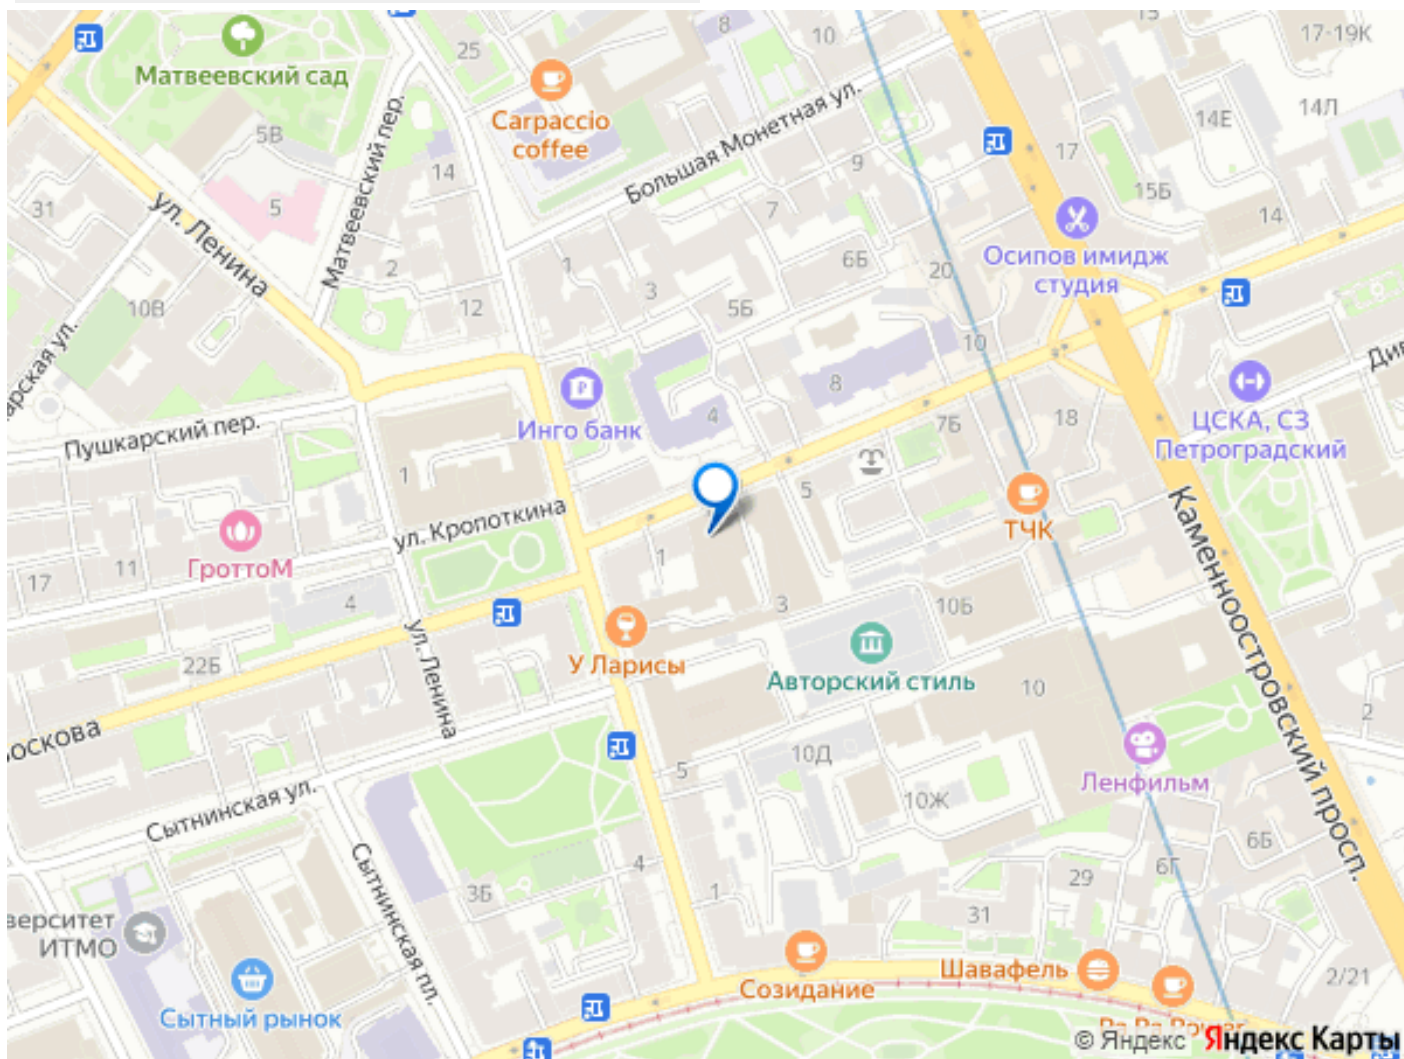 8
10
15
17-19К
25
Матвеевский сад
Carpaccio
coffee
14Л
14Е
5В
Матвеевский пер.
Большая Монетная ул.
17
14
9
15Б
31
5
ул. Ленина
7
14
Осипов имидж
студия
2
1
6Б
20
3
10В
12
5Б
10
8
ЦСКА, СЗ
Петроградский
Пушкарский пер.
Инго банк
4
7Б
18
1
5
ул. Кропоткина
ТЧК
Каменноостровский просп.
ГроттоМ
17
11
1
4
3
10Б
У Ларисы
22Б
ул. Ленина
Авторский стиль
10
2
5
10Д
Ленфильм
Сытнинская ул.
10Ж
6Б
Сытнинская пл.
4
6Г
3Б
1
29
31
ИТМО
Шавафель
2/21
Созидание
Сытный рынок
© Яндекс Яндекс Карты